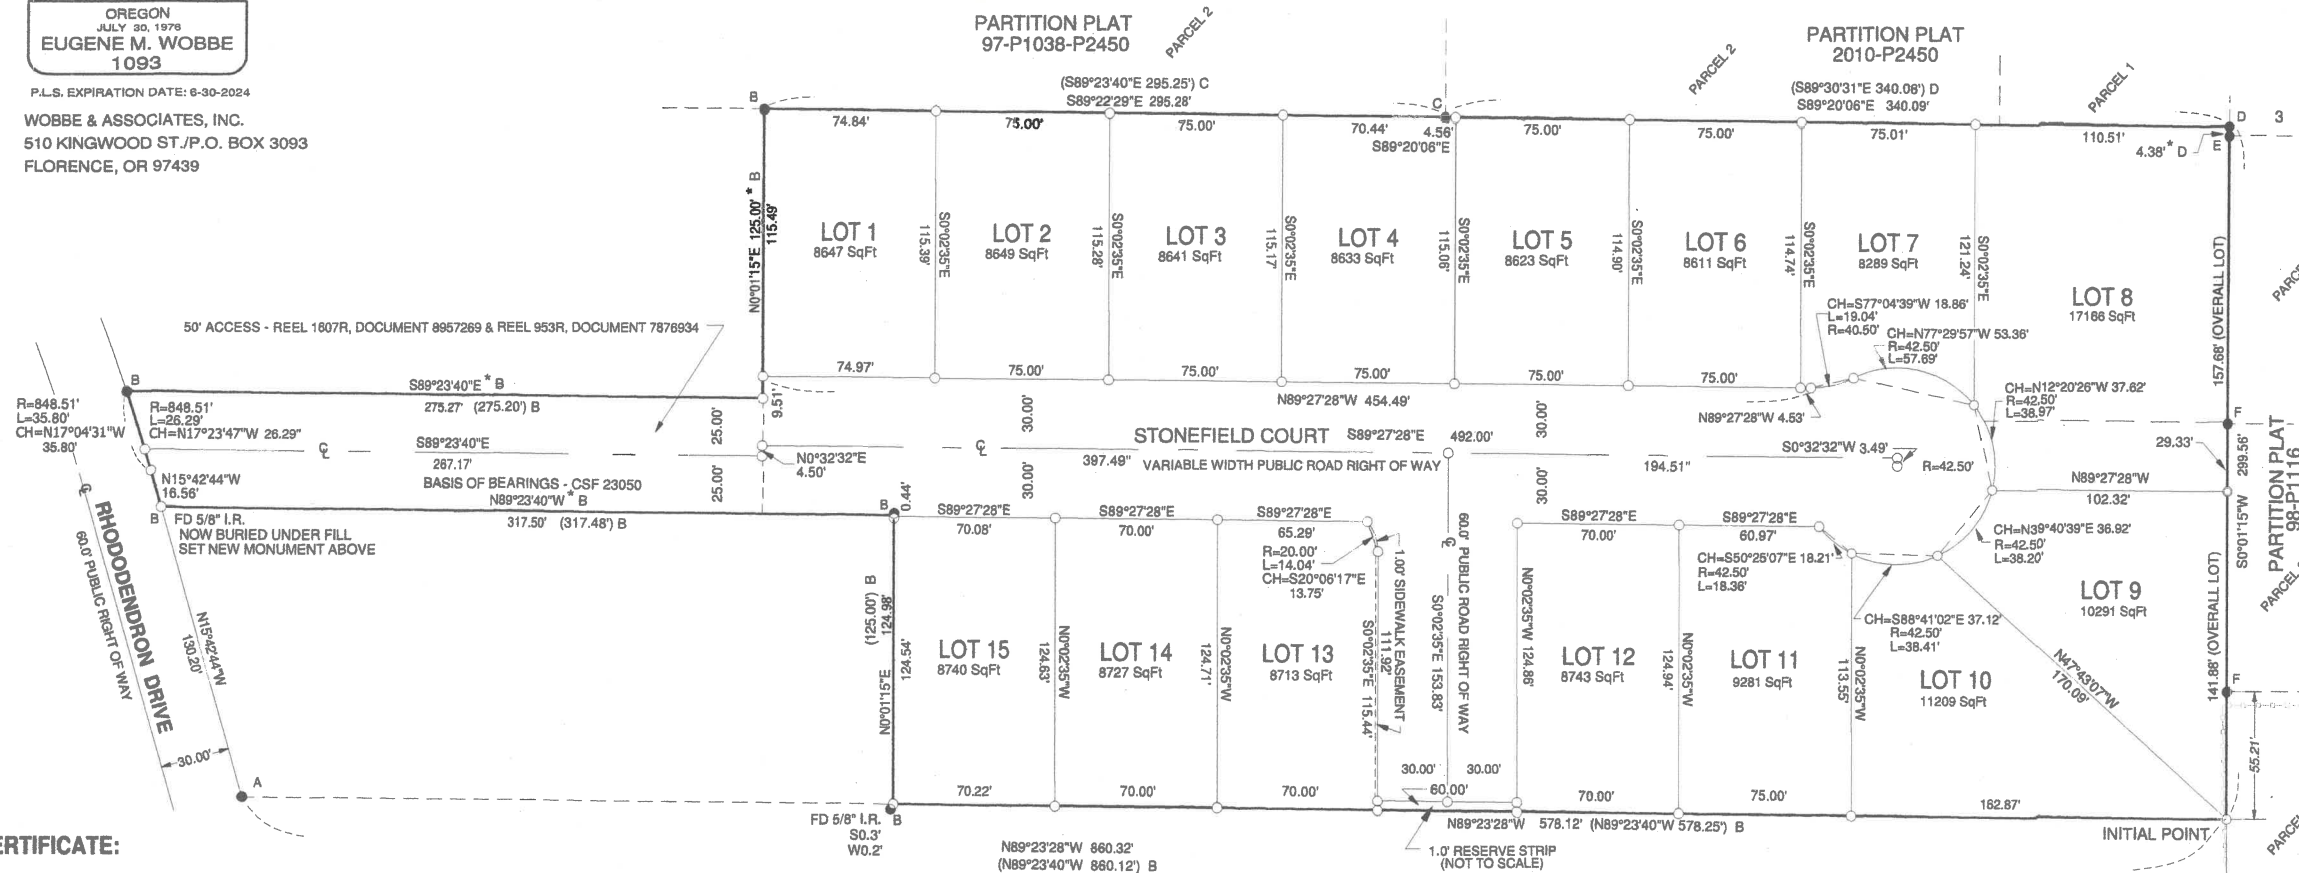 OREGON
JULY 30, 1976
EUGENE M. WOBBE
1093
P.L.S. EXPIRATION DATE: 6-30-2024
WOBBE & ASSOCIATES, INC.
510 KINGWOOD ST./P.O. BOX 3093
FLORENCE, OR 97439
PARTITION PLAT
97-P1038-P2450
PARCEL 2
(S89°23'40"E 295.25') C
S89°22'29"E 295.28'
PARTITION PLAT
2010-P2450
PARCEL 2
PARCEL 1
(S89°30'31"E 340.08') D
S89°20'06"E 340.09'
B
74.84'
75.00'
75.00'
70.44'
C
4.56'
S89°20'06"E
75.00'
75.00'
75.01'
110.51'
D
3
E
4.38' * D
N0°01'15"E 125.00' * B
115.49'
LOT 1
8647 SqFt
115.39'
S0°02'35"E
LOT 2
8649 SqFt
115.28'
S0°02'35"E
LOT 3
8641 SqFt
115.17'
S0°02'35"E
LOT 4
8633 SqFt
115.06'
S0°02'35"E
LOT 5
8623 SqFt
114.90'
S0°02'35"E
LOT 6
8611 SqFt
114.74'
S0°02'35"E
LOT 7
8289 SqFt
121.24'
S0°02'35"E
LOT 8
17166 SqFt
157.68' (OVERALL LOT)
CH=S77°04'39"W 18.86'
L=19.04'
R=40.50'
CH=N77°29'57"W 53.36'
R=42.50'
L=57.69'
CH=N12°20'26"W 37.62'
R=42.50'
L=38.97'
50' ACCESS - REEL 1607R, DOCUMENT 8957269 & REEL 953R, DOCUMENT 7876934
74.97'
75.00'
75.00'
75.00'
75.00'
75.00'
N89°27'28"W 454.49'
N89°27'28"W 4.53'
B
S89°23'40"E * B
275.27' (275.20') B
9.51'
R=848.51'
L=35.80'
CH=N17°04'31"W
35.80'
R=848.51'
L=26.29'
CH=N17°23'47"W 26.29"
25.00'
25.00'
30.00'
30.00'
30.00'
30.00'
S89°23'40"E
267.17'
BASIS OF BEARINGS - CSF 23050
N89°23'40"W * B
317.50' (317.48') B
N0°32'32"E
4.50'
STONEFIELD COURT
S89°27'28"E 492.00'
397.49"
VARIABLE WIDTH PUBLIC ROAD RIGHT OF WAY
194.51"
S0°32'32"W 3.49'
R=42.50'
F
29.33'
299.56'
S0°01'15"W
PARTITION PLAT
98-P1116
N89°27'28"W
102.32'
N15°42'44"W
16.56'
B
FD 5/8" I.R.
NOW BURIED UNDER FILL
SET NEW MONUMENT ABOVE
RHODODENDRON DRIVE
60.0' PUBLIC RIGHT OF WAY
N15°42'44"W
130.20'
30.00'
A
B
0.44'
S89°27'28"E
70.08'
S89°27'28"E
70.00'
S89°27'28"E
65.29'
R=20.00'
L=14.04'
CH=S20°06'17"E
13.75'
(125.00') B
124.98'
N0°01'15"E
124.54'
LOT 15
8740 SqFt
124.63'
N0°02'35"W
LOT 14
8727 SqFt
124.71'
N0°02'35"W
LOT 13
8713 SqFt
S0°02'35"E 115.44'
111.92'
1.00' SIDEWALK EASEMENT
S0°02'35"E 153.83'
60.0' PUBLIC ROAD RIGHT OF WAY
S89°27'28"E
70.00'
S89°27'28"E
60.97'
N0°02'35"W 124.86'
LOT 12
8743 SqFt
124.94'
N0°02'35"W
LOT 11
9281 SqFt
113.55'
N0°02'35"W
CH=S50°25'07"E 18.21'
R=42.50'
L=18.36'
CH=S88°41'02"E 37.12'
R=42.50'
L=38.41'
CH=N39°40'39"E 36.92'
R=42.50'
L=38.20'
LOT 10
11209 SqFt
N47°43'07"W
170.09'
LOT 9
10291 SqFt
141.88' (OVERALL LOT)
F
55.21'
70.22'
70.00'
70.00'
30.00'
30.00'
60.00'
70.00'
75.00'
162.87'
FD 5/8" I.R. B
S0.3'
W0.2'
N89°23'28"W 860.32'
(N89°23'40"W 860.12') B
N89°23'28"W 578.12' (N89°23'40"W 578.25') B
1.0' RESERVE STRIP
(NOT TO SCALE)
INITIAL POINT
ERTIFICATE: